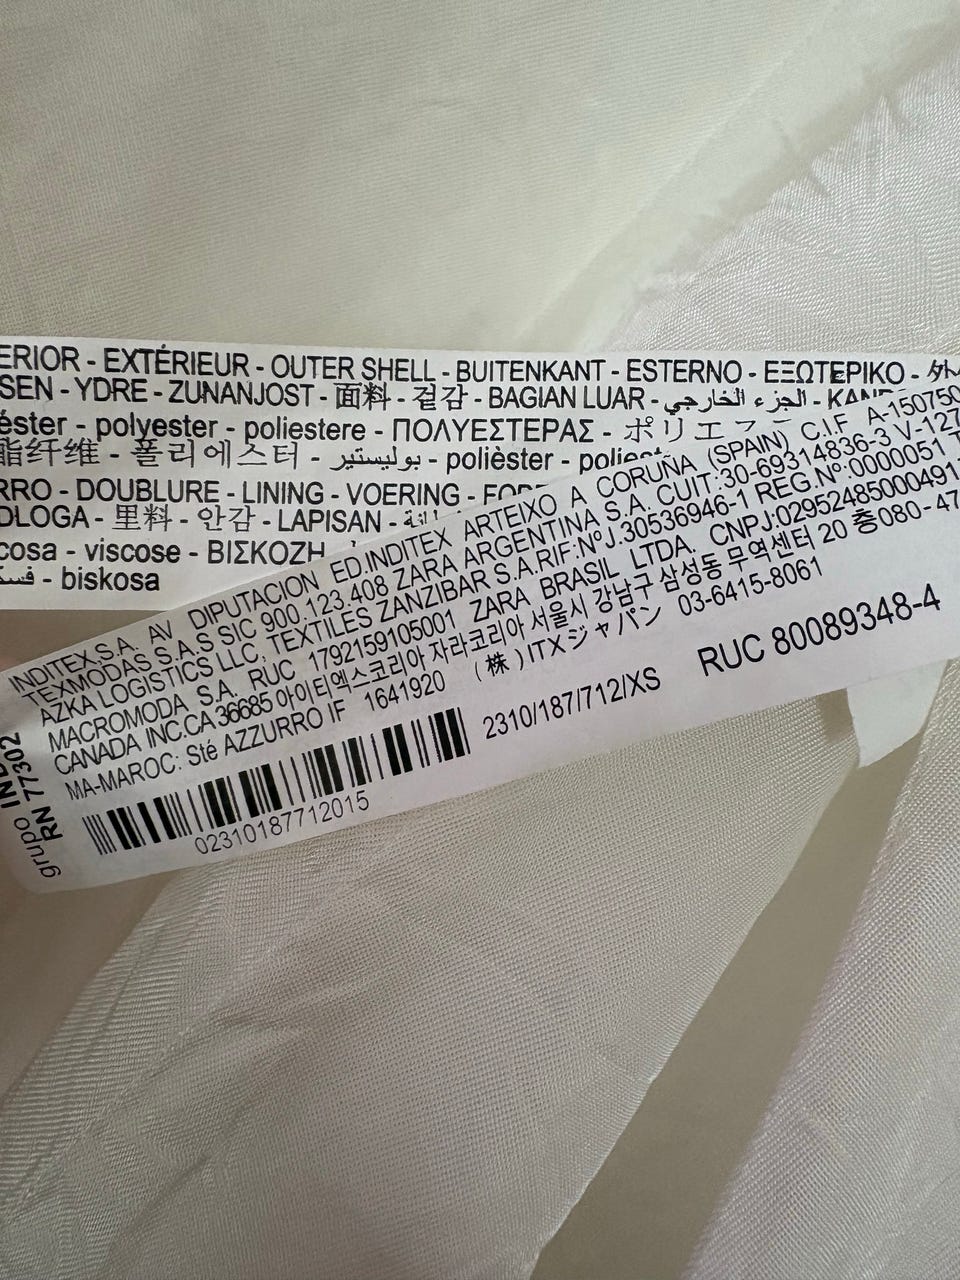 ERIOR - EXTÉRIEUR - OUTER SHELL - BUITENKANT - ESTERNO - ΕΞΩΤΕΡΙΚΟ - 外
SEN - YDRE - ZUNANJOST - 面料 - 겉감 - BAGIAN LUAR - الجزء الخارجي -
éster - polyester - poliestere - ΠΟΛΥΕΣΤΕΡΑΣ - ポリエ
酯纤维 - 폴리에스터 - بوليستير - polièster -
RRO - DOUBLURE - LINING - VOERING -
DLOGA - 里料 - 안감 - LAPISAN -
cosa - viscose - ΒΙΣΚΟΖΗ
- biskosa
INDITEX,S.A. AV DIPUTACION ED.INDITEX ARTEIXO A CORUÑA (SPAIN) C.I.F A-150750
TEXMODAS S.A.S SIC 900.123.408 ZARA ARGENTINA S.A. CUIT:30-69314836-3 V-127
AZKA LOGISTICS LLC, TEXTILES ZANZIBAR S.A.RIF:NºJ.30536946-1 REG.Nº:0000051
MACROMODA S.A. RUC 1792159105001 ZARA BRASIL LTDA. CNPJ:02952485000491
CANADA INC.CA 36685 아이티엑스코리아 자라코리아 서울시 강남구 삼성동 무역센터 20 층080-47
MA-MAROC: Sté AZZURRO IF 1641920 (株)ITXジャパン 03-6415-8061
2310/187/712/XS RUC 80089348-4
02310187712015
grupo IND
RN 77302